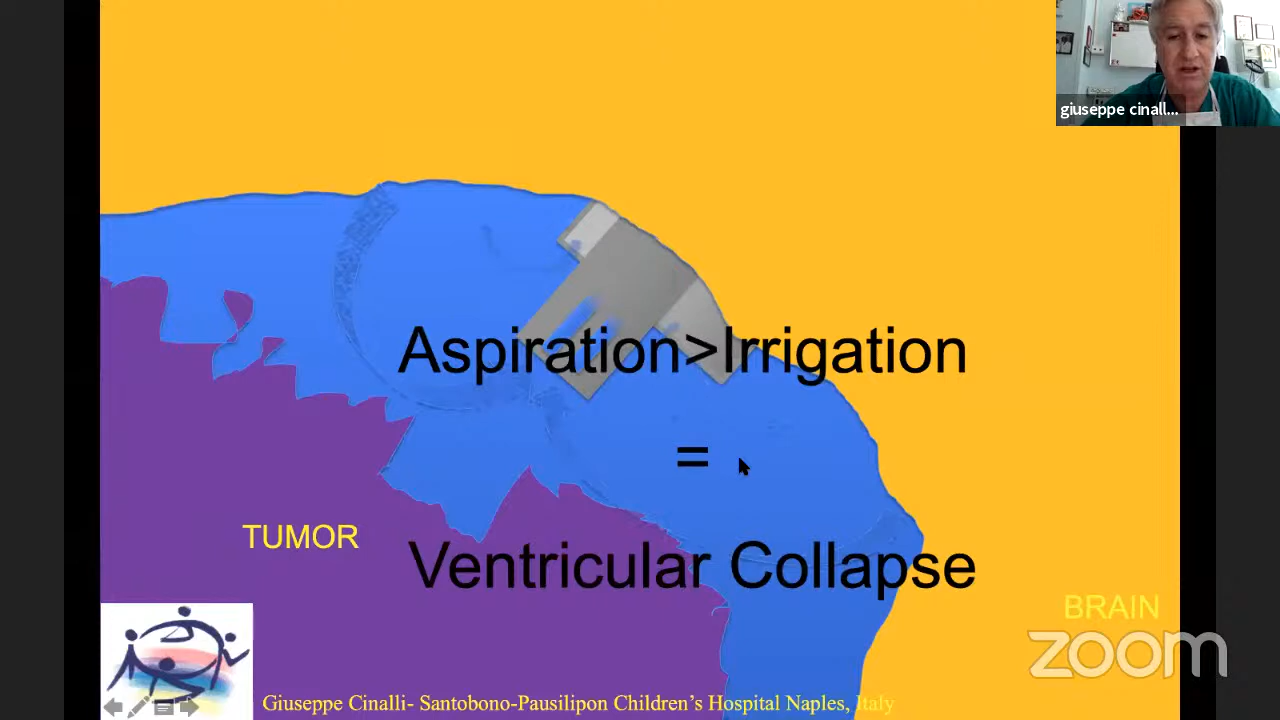 giuseppe cinall...
Aspiration>Irrigation
=
Ventricular Collapse
TUMOR
BRAIN
zoom
Giuseppe Cinalli- Santobono-Pausilipon Children’s Hospital Naples, Italy